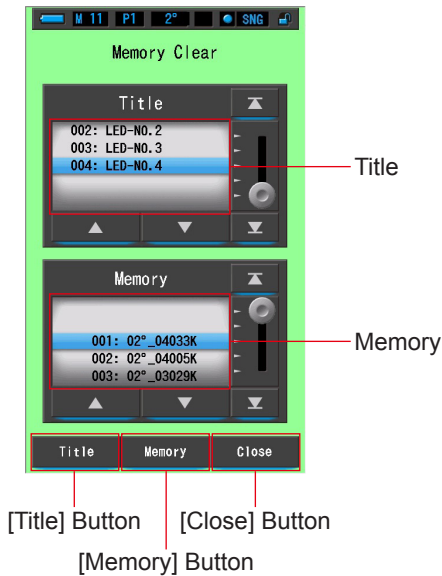 M 11 P1 2° SNG
Memory Clear
Title
002: LED-NO.2
003: LED-NO.3
004: LED-NO.4
Title
Memory
001: 02°_04033K
002: 02°_04005K
003: 03°_03029K
Memory
Title Memory Close
[Title] Button [Close] Button
[Memory] Button